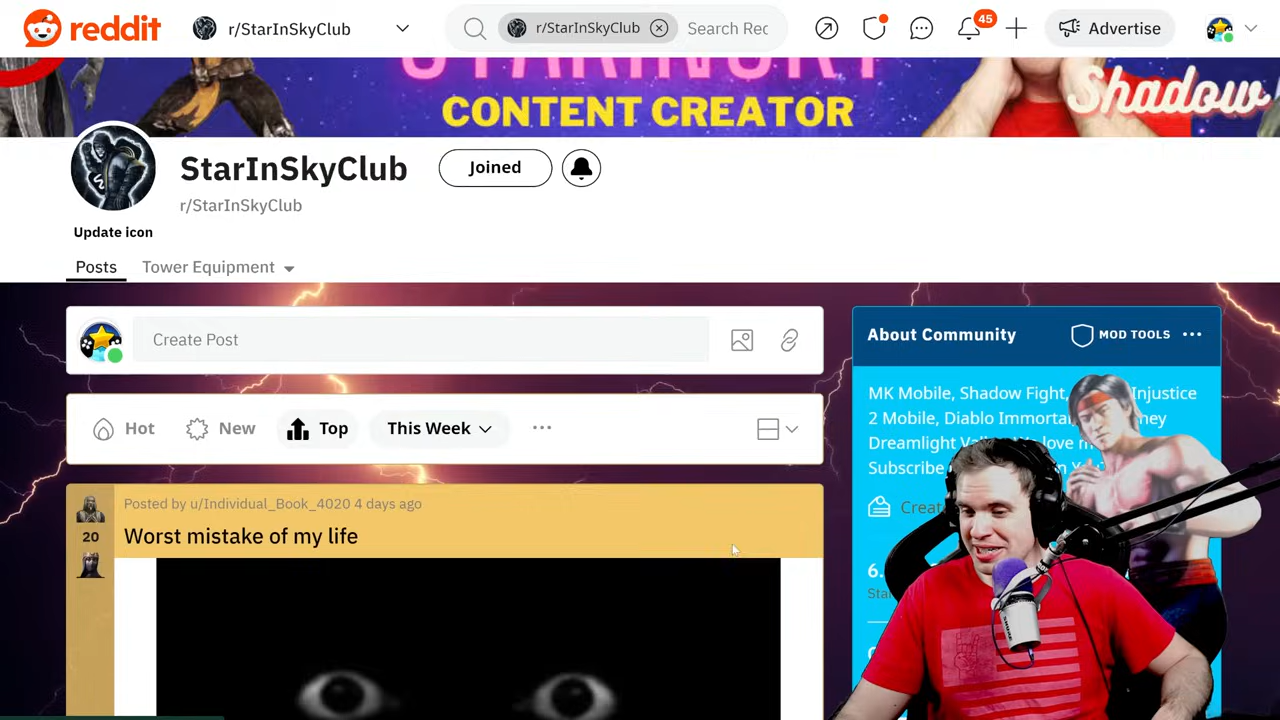 reddit
r/StarInSkyClub
r/StarInSkyClub
Search Rec
45
Advertise
CONTENT CREATOR
Shadow
StarInSkyClub
Joined
r/StarInSkyClub
Update icon
Posts
Tower Equipment
Create Post
Hot
New
Top
This Week
About Community
MOD TOOLS
MK Mobile, Shadow Fight, Injustice
2 Mobile, Diablo Immorta
Dreamlight
Subscribe
Posted by u/Individual_Book_4020 4 days ago
20
Worst mistake of my life